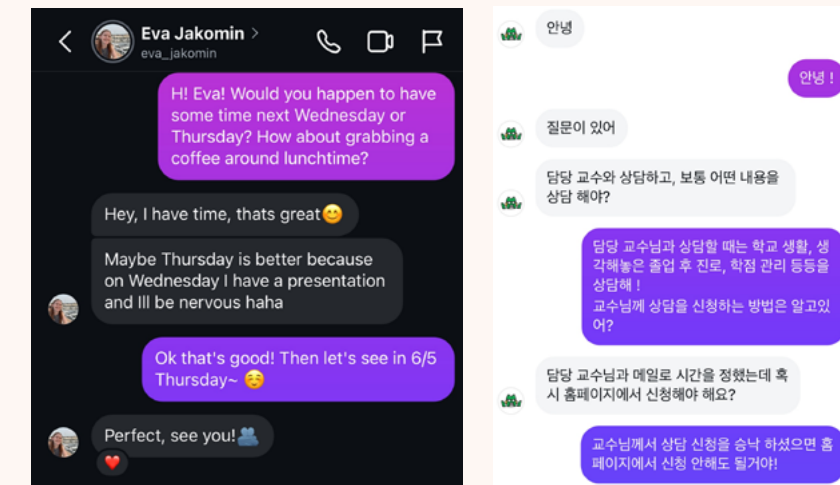 Eva Jakomin >
eva_jakomin
H! Eva! Would you happen to have
some time next Wednesday or
Thursday? How about grabbing a
coffee around lunchtime?
Hey, I have time, thats great😊
Maybe Thursday is better because
on Wednesday I have a presentation
and Ill be nervous haha
Ok that's good! Then let's see in 6/5
Thursday~ ☺️
Perfect, see you!🫂
안녕
안녕 !
질문이 있어
담당 교수와 상담하고, 보통 어떤 내용을
상담 해야?
담당 교수님과 상담할 때는 학교 생활, 생
각해놓은 졸업 후 진로, 학점 관리 등등을
상담해 !
교수님께 상담을 신청하는 방법은 알고있
어?
담당 교수님과 메일로 시간을 정했는데 혹
시 홈페이지에서 신청해야 해요?
교수님께서 상담 신청을 승낙 하셨으면 홈
페이지에서 신청 안해도 될거야!